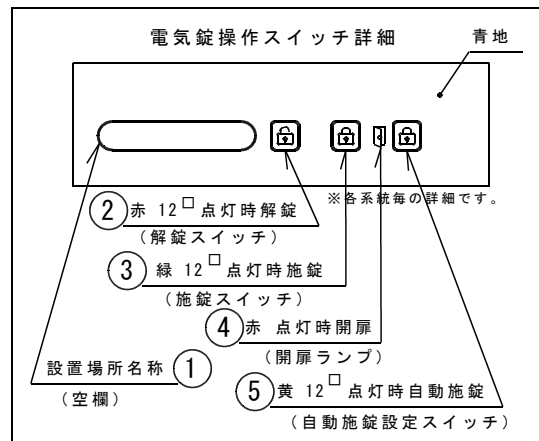 電気錠操作スイッチ詳細
青地
※各系統毎の詳細です。
② 赤 12□ 点灯時解錠
(解錠スイッチ)
③ 緑 12□ 点灯時施錠
(施錠スイッチ)
④ 赤 点灯時開扉
(開扉ランプ)
設置場所名称 ①
(空欄)
⑤ 黄 12□ 点灯時自動施錠
(自動施錠設定スイッチ)